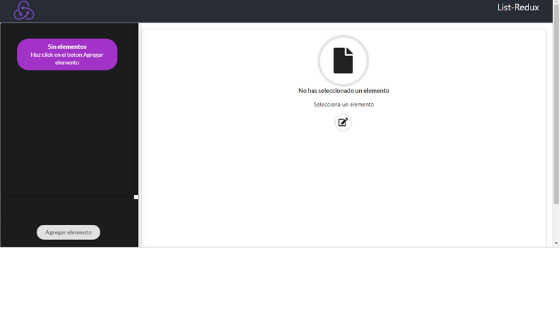 List-Redux
Sin elementos
Haz click en el boton Agregar
elemento
No has seleccionado un elemento
Selecciona un elemento
Agregar elemento